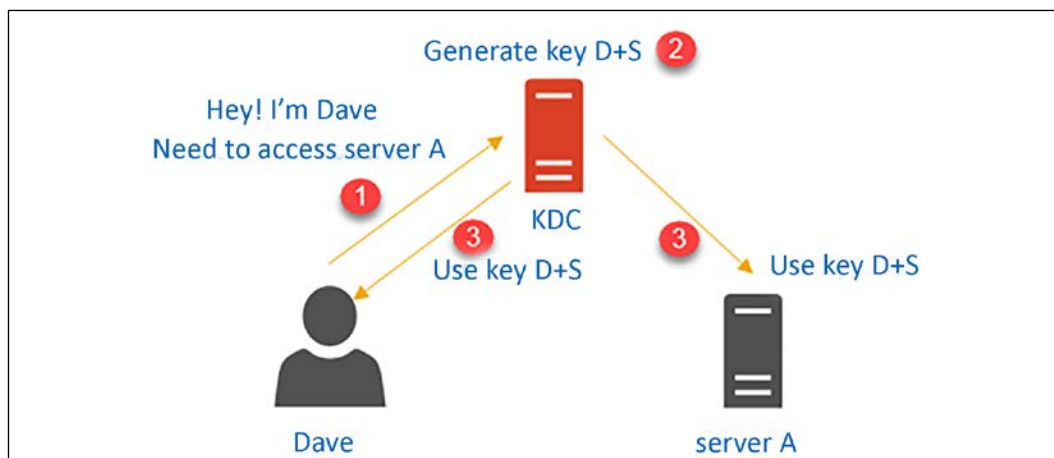 Generate key D+S 2
Hey! I'm Dave
Need to access server A
1
KDC
3
Use key D+S
3
Use key D+S
Dave
server A